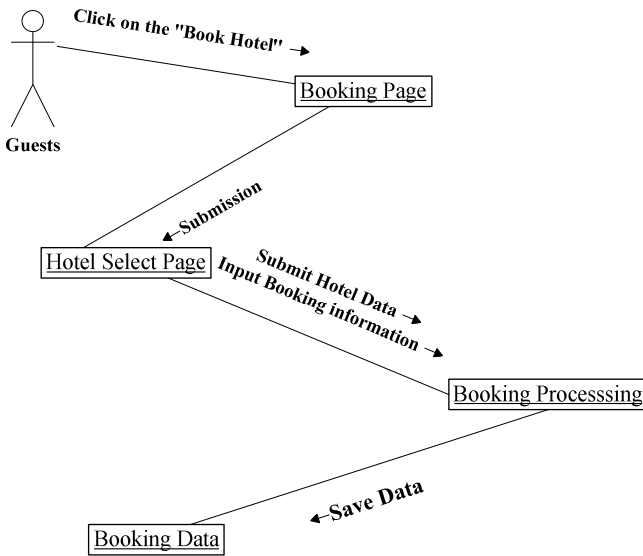 Click on the "Book Hotel"
Booking Page
Guests
Submission
Hotel Select Page
Submit Hotel Data
Input Booking information
Booking Processsing
Save Data
Booking Data